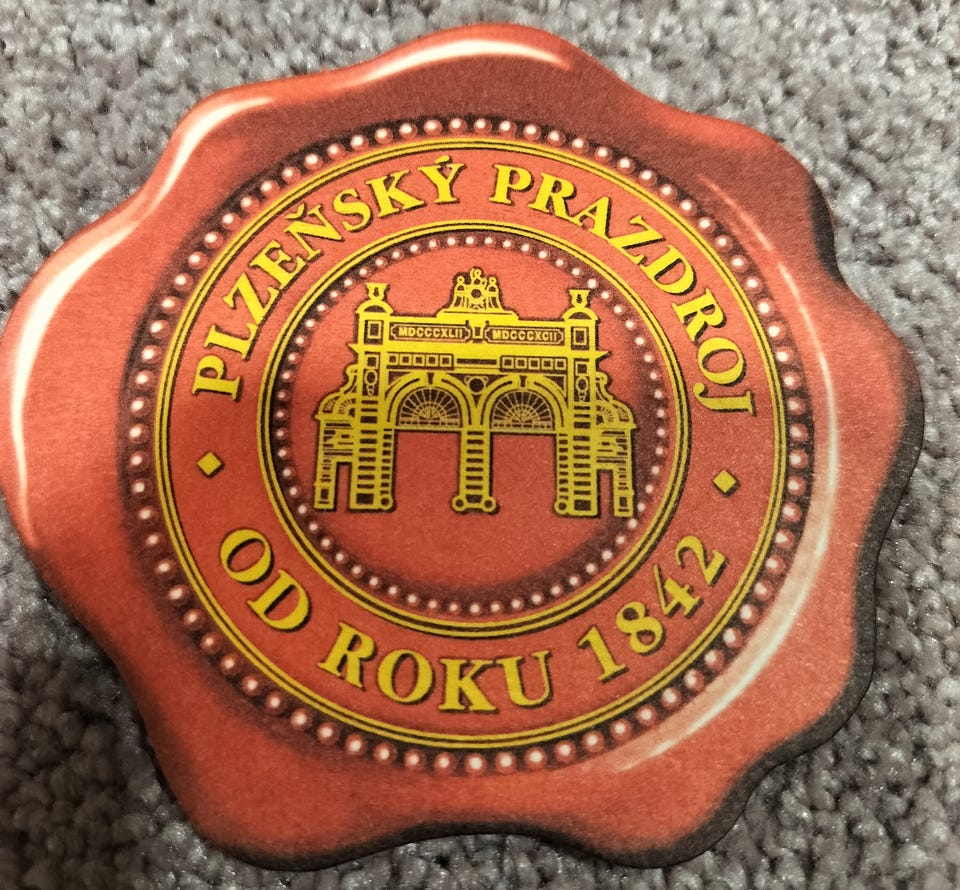 PLZEŇSKÝ PRAZDROJ
MDCCCXLII MDCCCXCII
OD ROKU 1842